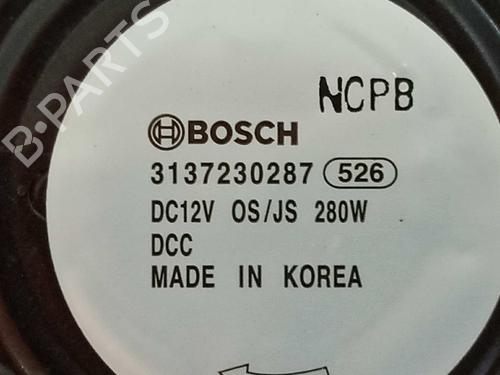 B-PARTS
NCPB
BOSCH
3137230287 526
DC12V OS/JS 280W
DCC
MADE IN KOREA